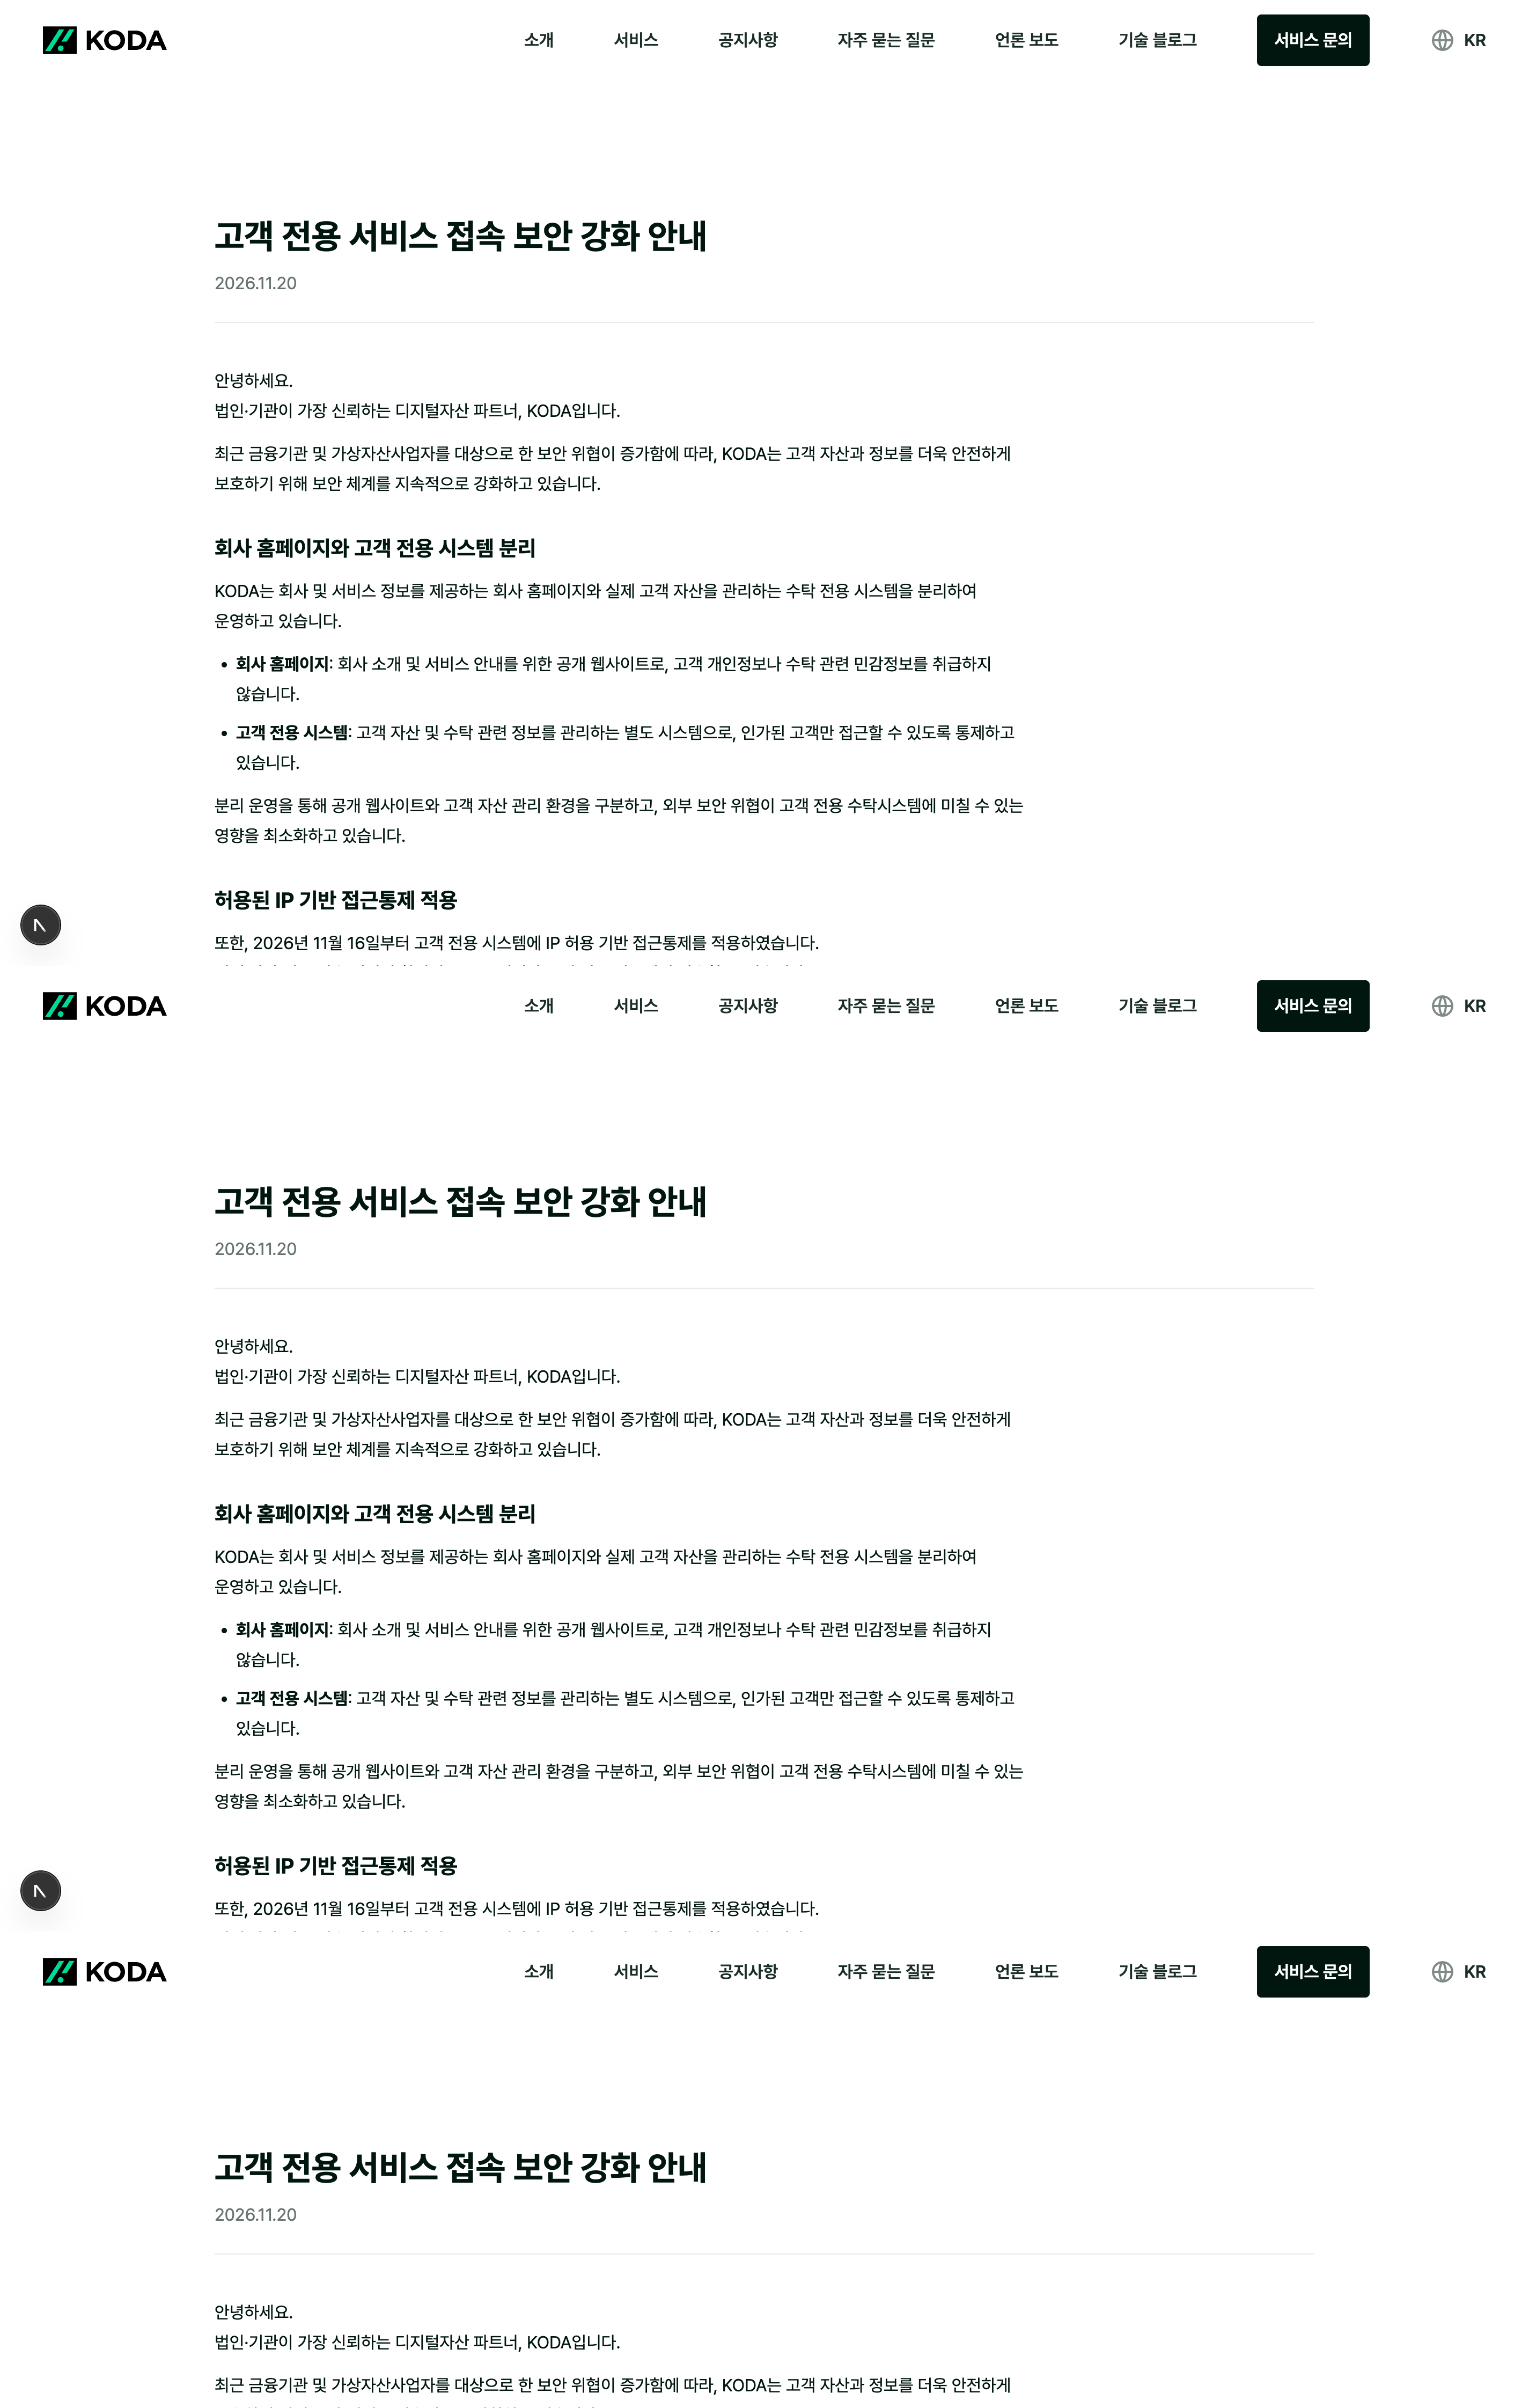 KODA
소개 서비스 공지사항 자주 묻는 질문 언론 보도 기술 블로그 서비스 문의 KR
고객 전용 서비스 접속 보안 강화 안내
2026.11.20
안녕하세요.
법인·기관이 가장 신뢰하는 디지털자산 파트너, KODA입니다.
최근 금융기관 및 가상자산사업자를 대상으로 한 보안 위협이 증가함에 따라, KODA는 고객 자산과 정보를 더욱 안전하게
보호하기 위해 보안 체계를 지속적으로 강화하고 있습니다.
회사 홈페이지와 고객 전용 시스템 분리
KODA는 회사 및 서비스 정보를 제공하는 회사 홈페이지와 실제 고객 자산을 관리하는 수탁 전용 시스템을 분리하여
운영하고 있습니다.
• 회사 홈페이지: 회사 소개 및 서비스 안내를 위한 공개 웹사이트로, 고객 개인정보나 수탁 관련 민감정보를 취급하지
않습니다.
• 고객 전용 시스템: 고객 자산 및 수탁 관련 정보를 관리하는 별도 시스템으로, 인가된 고객만 접근할 수 있도록 통제하고
있습니다.
분리 운영을 통해 공개 웹사이트와 고객 자산 관리 환경을 구분하고, 외부 보안 위협이 고객 전용 수탁시스템에 미칠 수 있는
영향을 최소화하고 있습니다.
허용된 IP 기반 접근통제 적용
또한, 2026년 11월 16일부터 고객 전용 시스템에 IP 허용 기반 접근통제를 적용하였습니다.
KODA
소개 서비스 공지사항 자주 묻는 질문 언론 보도 기술 블로그 서비스 문의 KR
고객 전용 서비스 접속 보안 강화 안내
2026.11.20
안녕하세요.
법인·기관이 가장 신뢰하는 디지털자산 파트너, KODA입니다.
최근 금융기관 및 가상자산사업자를 대상으로 한 보안 위협이 증가함에 따라, KODA는 고객 자산과 정보를 더욱 안전하게
보호하기 위해 보안 체계를 지속적으로 강화하고 있습니다.
회사 홈페이지와 고객 전용 시스템 분리
KODA는 회사 및 서비스 정보를 제공하는 회사 홈페이지와 실제 고객 자산을 관리하는 수탁 전용 시스템을 분리하여
운영하고 있습니다.
• 회사 홈페이지: 회사 소개 및 서비스 안내를 위한 공개 웹사이트로, 고객 개인정보나 수탁 관련 민감정보를 취급하지
않습니다.
• 고객 전용 시스템: 고객 자산 및 수탁 관련 정보를 관리하는 별도 시스템으로, 인가된 고객만 접근할 수 있도록 통제하고
있습니다.
분리 운영을 통해 공개 웹사이트와 고객 자산 관리 환경을 구분하고, 외부 보안 위협이 고객 전용 수탁시스템에 미칠 수 있는
영향을 최소화하고 있습니다.
허용된 IP 기반 접근통제 적용
또한, 2026년 11월 16일부터 고객 전용 시스템에 IP 허용 기반 접근통제를 적용하였습니다.
KODA
소개 서비스 공지사항 자주 묻는 질문 언론 보도 기술 블로그 서비스 문의 KR
고객 전용 서비스 접속 보안 강화 안내
2026.11.20
안녕하세요.
법인·기관이 가장 신뢰하는 디지털자산 파트너, KODA입니다.
최근 금융기관 및 가상자산사업자를 대상으로 한 보안 위협이 증가함에 따라, KODA는 고객 자산과 정보를 더욱 안전하게